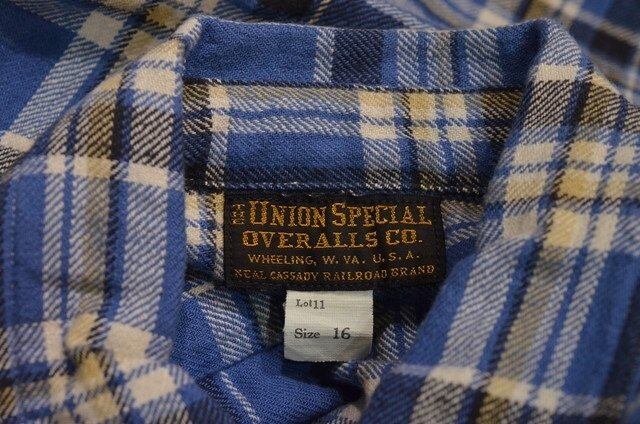 THE UNION SPECIAL
OVERALLS CO.
WHEELING, W. VA. U. S. A.
NEAL CASSADY RAILROAD BRAND
Lot11
Size 16